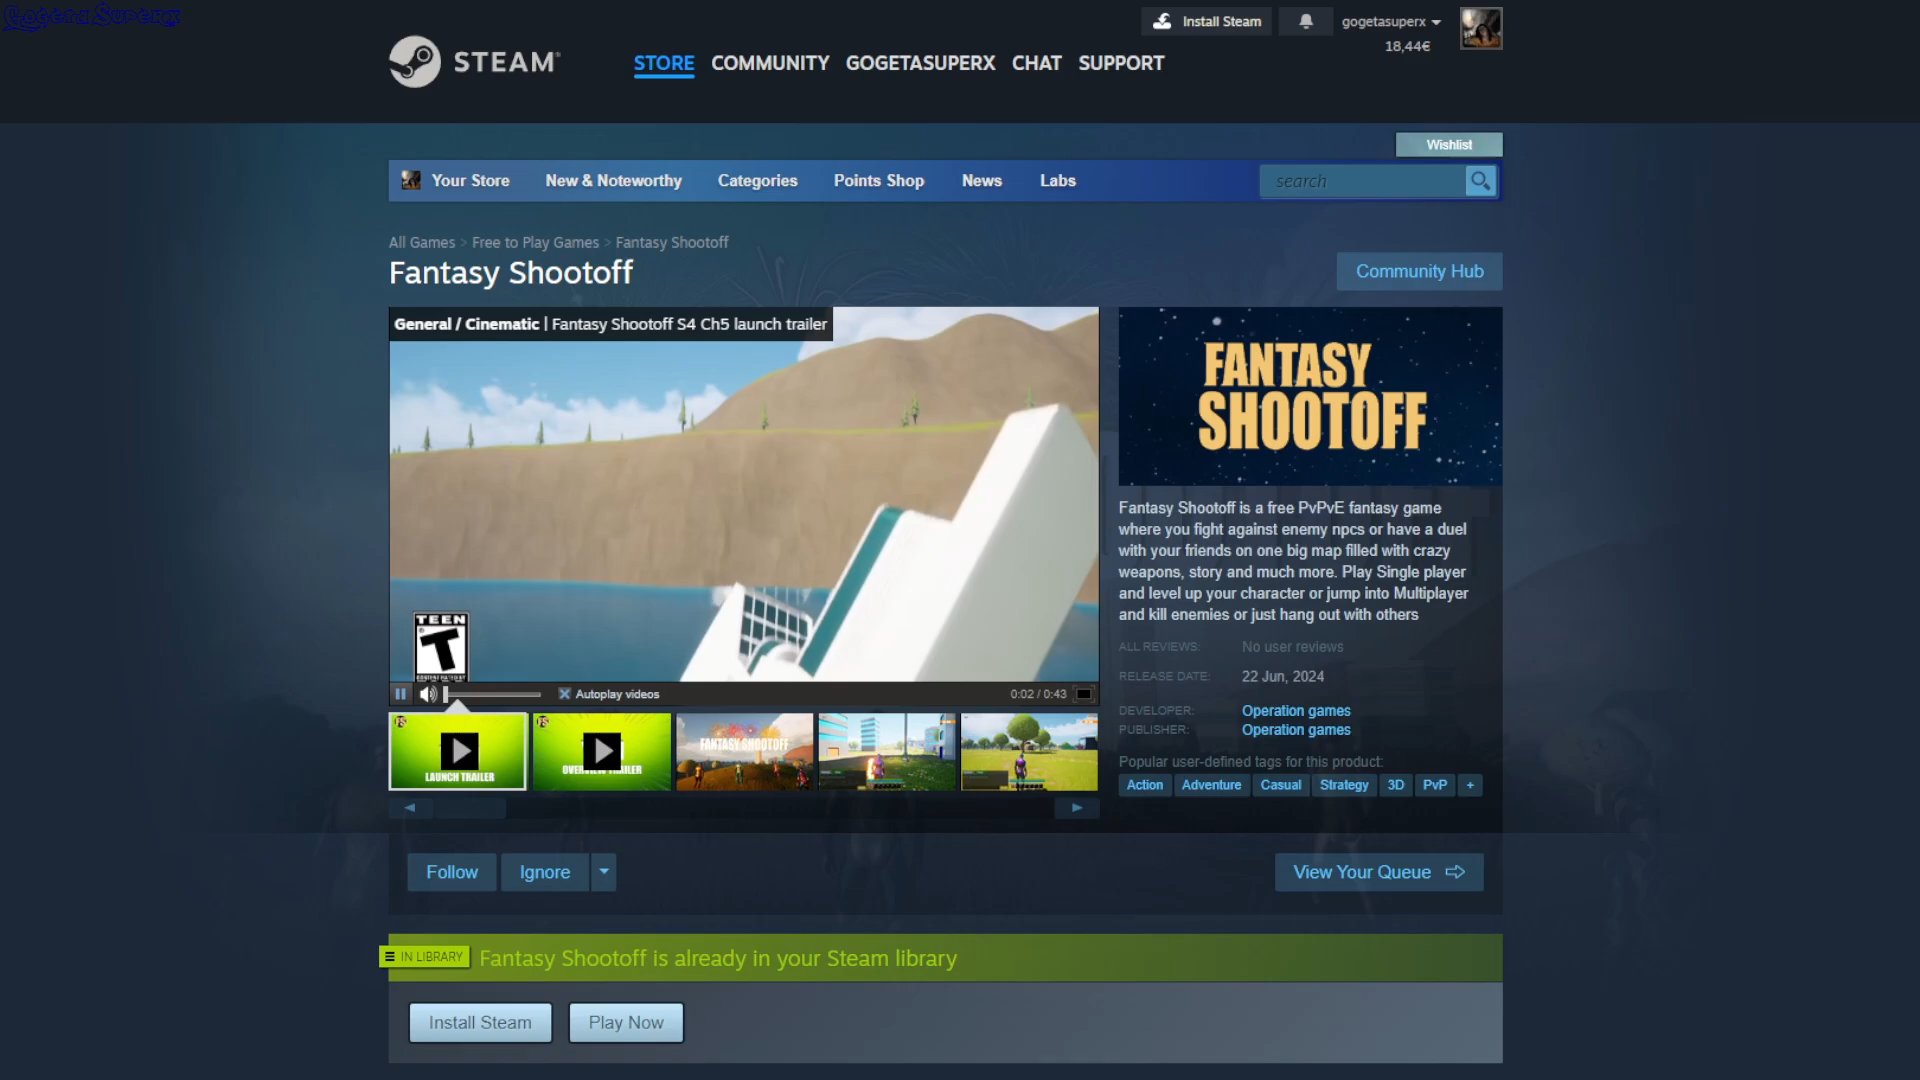 Gogeta Superx
Install Steam
gogetasuperx
18,44€
STEAM
STORE COMMUNITY GOGETASUPERX CHAT SUPPORT
Wishlist
Your Store New & Noteworthy Categories Points Shop News Labs
search
All Games > Free to Play Games > Fantasy Shootoff
Fantasy Shootoff
Community Hub
General / Cinematic | Fantasy Shootoff S4 Ch5 launch trailer
TEEN
T
Autoplay videos
0:02 / 0:43
FS
LAUNCH TRAILER
FS
OVERVIEW TRAILER
FANTASY SHOOTOFF
FANTASY
SHOOTOFF
Fantasy Shootoff is a free PvPvE fantasy game
where you fight against enemy npcs or have a duel
with your friends on one big map filled with crazy
weapons, story and much more. Play Single player
and level up your character or jump into Multiplayer
and kill enemies or just hang out with others
ALL REVIEWS: No user reviews
RELEASE DATE: 22 Jun, 2024
DEVELOPER: Operation games
PUBLISHER: Operation games
Popular user-defined tags for this product:
Action Adventure Casual Strategy 3D PvP +
Follow Ignore
View Your Queue
IN LIBRARY
Fantasy Shootoff is already in your Steam library
Install Steam Play Now